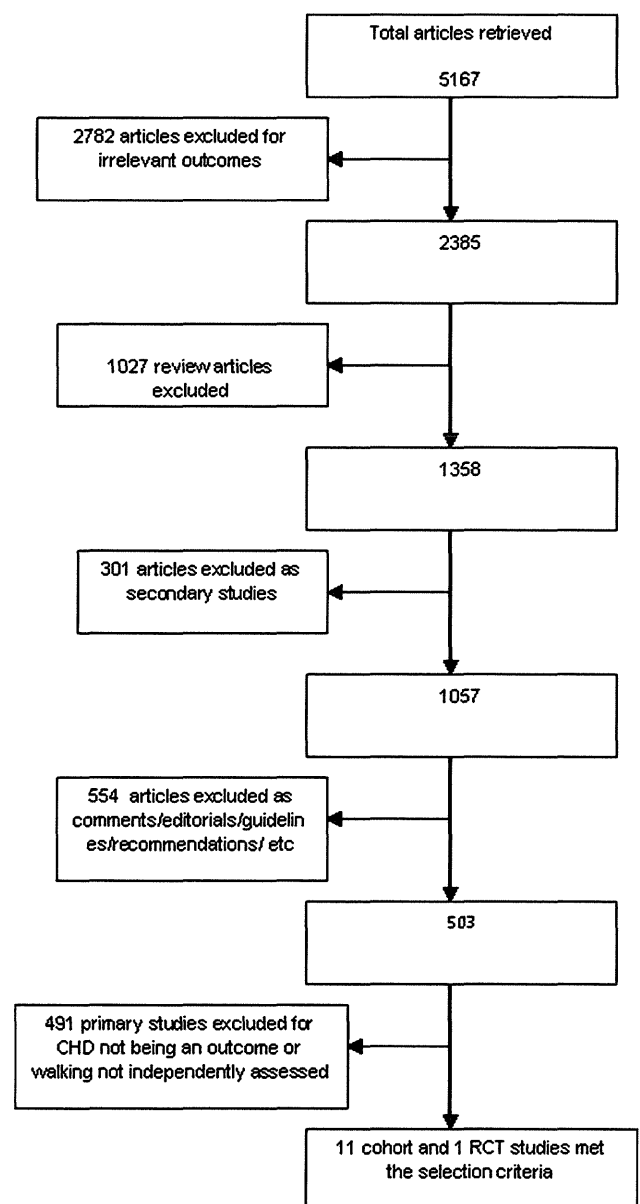 Total articles retrieved
5167
2782 articles excluded for
irrelevant outcomes
2385
1027 review articles
excluded
1358
301 articles excluded as
secondary studies
1057
554 articles excluded as
comments/editorials/guidelin
es/recommendations/ etc
503
491 primary studies excluded for
CHD not being an outcome or
walking not independently assessed
11 cohort and 1 RCT studies met
the selection criteria